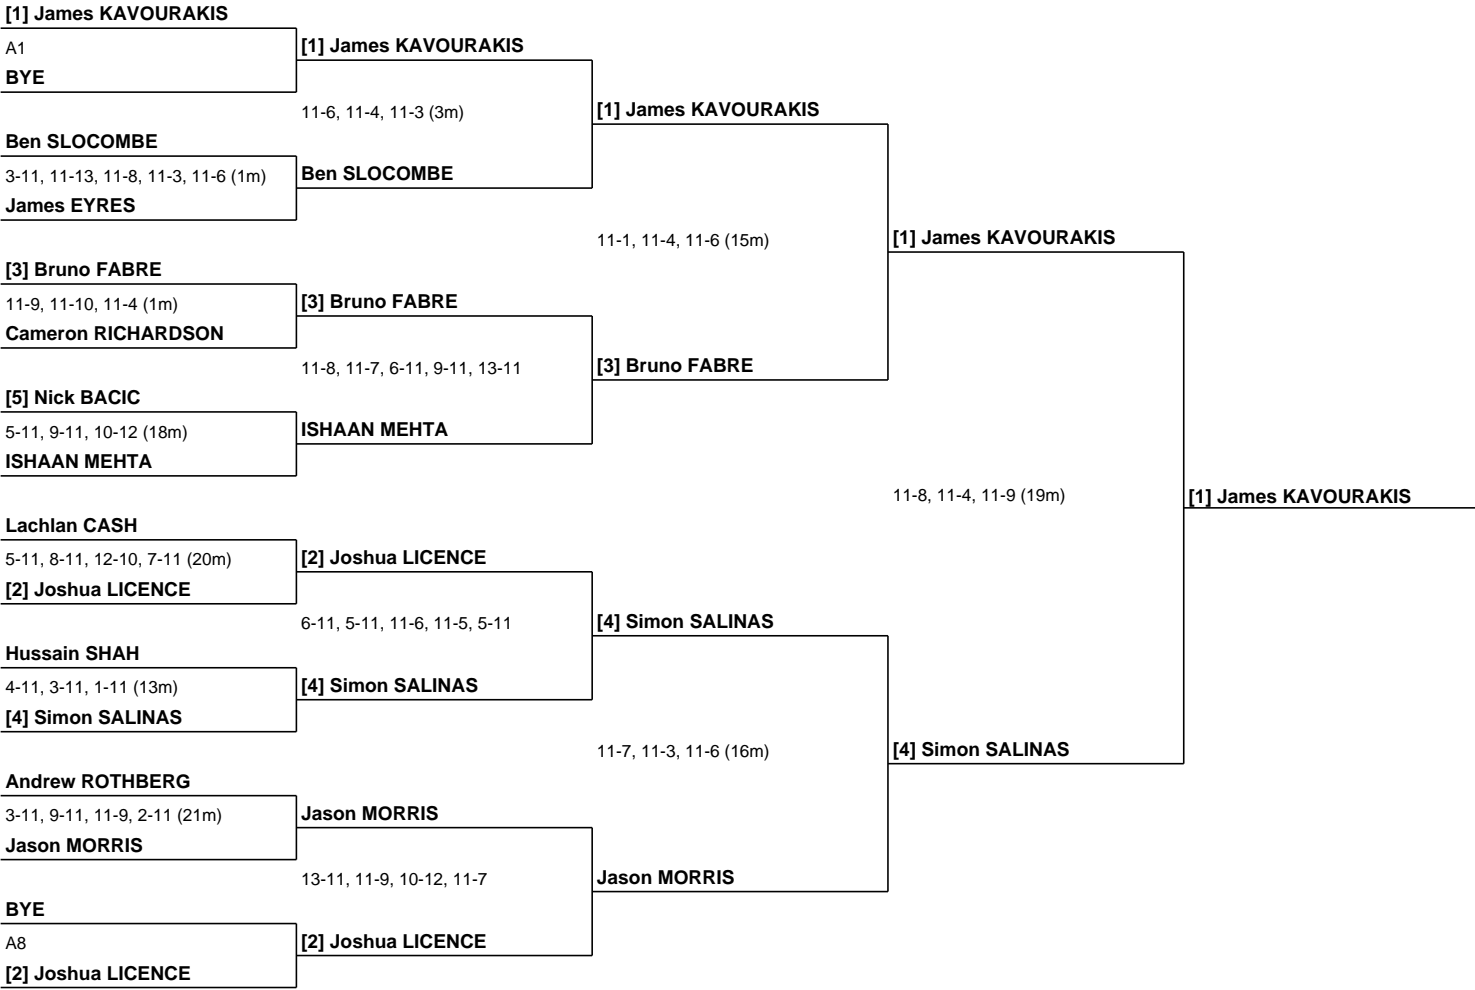 [1] James KAVOURAKIS
A1
[1] James KAVOURAKIS
BYE
11-6, 11-4, 11-3 (3m)
[1] James KAVOURAKIS
Ben SLOCOMBE
3-11, 11-13, 11-8, 11-3, 11-6 (1m)
Ben SLOCOMBE
James EYRES
11-1, 11-4, 11-6 (15m)
[1] James KAVOURAKIS
[3] Bruno FABRE
11-9, 11-10, 11-4 (1m)
[3] Bruno FABRE
Cameron RICHARDSON
11-8, 11-7, 6-11, 9-11, 13-11
[3] Bruno FABRE
[5] Nick BACIC
5-11, 9-11, 10-12 (18m)
ISHAAN MEHTA
ISHAAN MEHTA
11-8, 11-4, 11-9 (19m)
[1] James KAVOURAKIS
Lachlan CASH
5-11, 8-11, 12-10, 7-11 (20m)
[2] Joshua LICENCE
[2] Joshua LICENCE
6-11, 5-11, 11-6, 11-5, 5-11
[4] Simon SALINAS
Hussain SHAH
4-11, 3-11, 1-11 (13m)
[4] Simon SALINAS
[4] Simon SALINAS
11-7, 11-3, 11-6 (16m)
[4] Simon SALINAS
Andrew ROTHBERG
3-11, 9-11, 11-9, 2-11 (21m)
Jason MORRIS
Jason MORRIS
13-11, 11-9, 10-12, 11-7
Jason MORRIS
BYE
A8
[2] Joshua LICENCE
[2] Joshua LICENCE